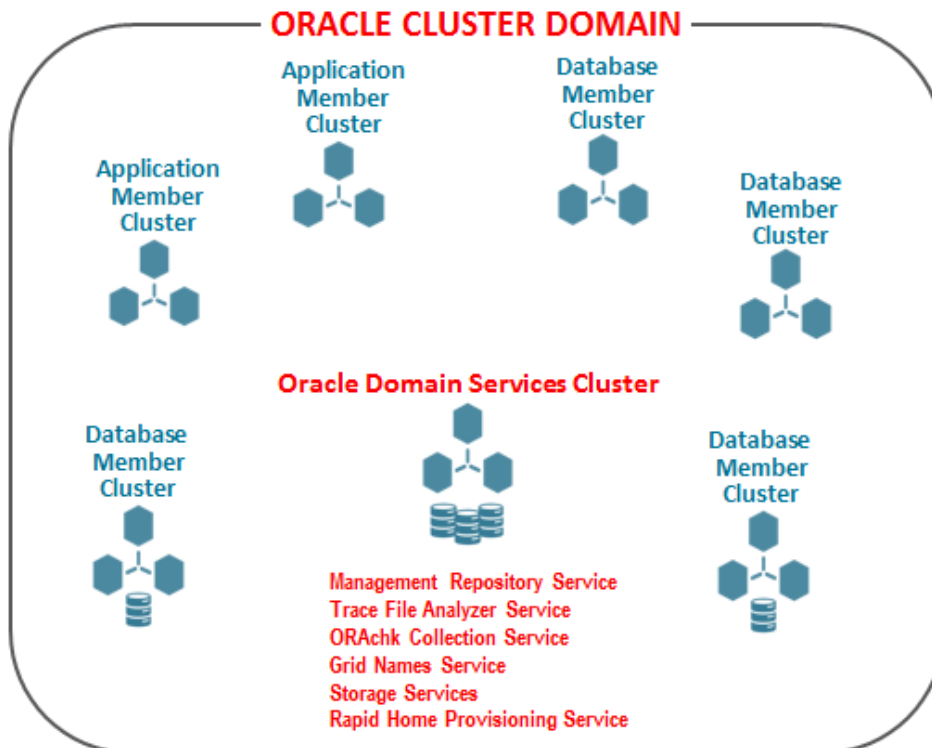 ORACLE CLUSTER DOMAIN
Application
Member
Cluster
Database
Member
Cluster
Application
Member
Cluster
Database
Member
Cluster
Oracle Domain Services Cluster
Database
Member
Cluster
Database
Member
Cluster
Management Repository Service
Trace File Analyzer Service
ORAchk Collection Service
Grid Names Service
Storage Services
Rapid Home Provisioning Service